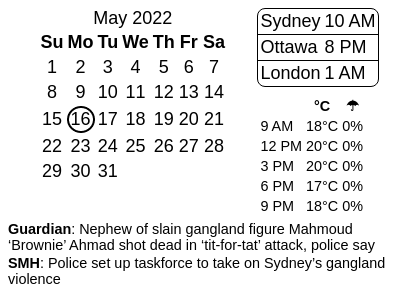 May 2022
Su Mo Tu We Th Fr Sa
1 2 3 4 5 6 7
8 9 10 11 12 13 14
15 16 17 18 19 20 21
22 23 24 25 26 27 28
29 30 31
Sydney 10 AM
Ottawa 8 PM
London 1 AM
°C ☂
9 AM 18°C 0%
12 PM 20°C 0%
3 PM 20°C 0%
6 PM 17°C 0%
9 PM 18°C 0%
Guardian: Nephew of slain gangland figure Mahmoud
‘Brownie’ Ahmad shot dead in ‘tit-for-tat’ attack, police say
SMH: Police set up taskforce to take on Sydney’s gangland
violence